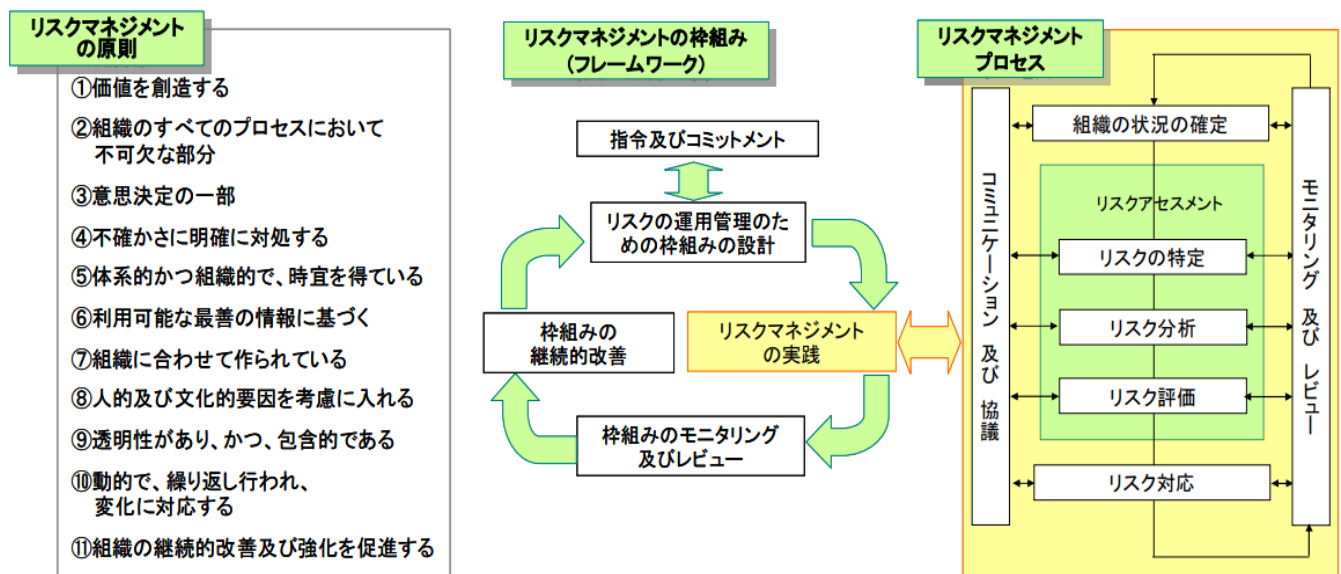 リスクマネジメント
の原則
①価値を創造する
②組織のすべてのプロセスにおいて
不可欠な部分
③意思決定の一部
④不確かさに明確に対処する
⑤体系的かつ組織的で、時宜を得ている
⑥利用可能な最善の情報に基づく
⑦組織に合わせて作られている
⑧人的及び文化的要因を考慮に入れる
⑨透明性があり、かつ、包含的である
⑩動的で、繰り返し行われ、
変化に対応する
⑪組織の継続的改善及び強化を促進する
リスクマネジメントの枠組み
(フレームワーク)
指令及びコミットメント
リスクの運用管理のた
めの枠組みの設計
リスクマネジメント
の実践
枠組みのモニタリング
及びレビュー
枠組みの
継続的改善
リスクマネジメント
プロセス
コミュニケーション 及び 協議
組織の状況の確定
リスクアセスメント
リスクの特定
リスク分析
リスク評価
リスク対応
モニタリング 及び レビュー